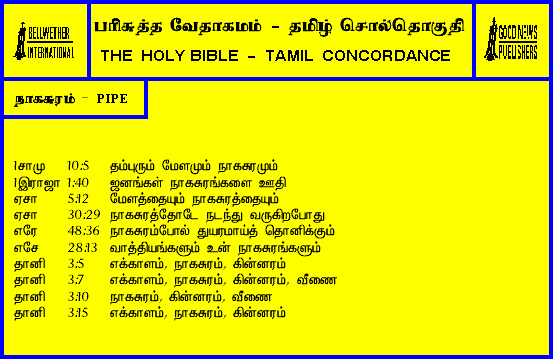 BELLWETHER
INTERNATIONAL
பரிசுத்த வேதாகமம் - தமிழ் சொல்தொகுதி
THE HOLY BIBLE - TAMIL CONCORDANCE
GOOD NEWS
PUBLISHERS
நாகசுரம் - PIPE
1சாமு 10:5 தம்புரும் மேளமும் நாகசுரமும்
1இராஜா 1:40 ஜனங்கள் நாகசுரங்களை ஊதி
ஏசா 5:12 மேளத்தையும் நாகசுரத்தையும்
ஏசா 30:29 நாகசுரத்தோடே நடந்து வருகிறபோது
எரே 48:36 நாகசுரம்போல் துயரமாய்த் தொனிக்கும்
எசே 28:13 வாத்தியங்களும் உன் நாகசுரங்களும்
தானி 3:5 எக்காளம், நாகசுரம், கின்னரம்
தானி 3:7 எக்காளம், நாகசுரம், கின்னரம், வீணை
தானி 3:10 நாகசுரம், கின்னரம், வீணை
தானி 3:15 எக்காளம், நாகசுரம், கின்னரம்